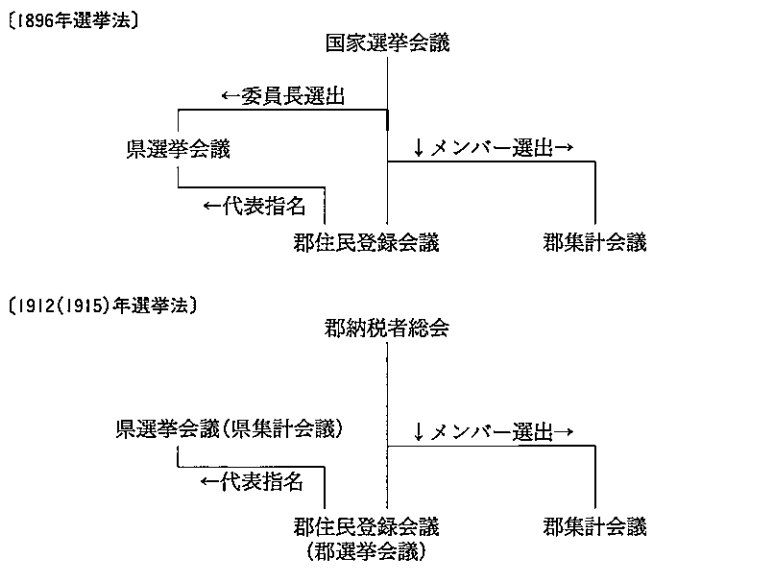 〔1896年選挙法〕
国家選挙会議
←委員長選出
県選挙会議
↓メンバー選出→
←代表指名
郡住民登録会議
郡集計会議
〔1912(1915)年選挙法〕
郡納税者総会
県選挙会議(県集計会議)
↓メンバー選出→
←代表指名
郡住民登録会議
郡集計会議
(郡選挙会議)